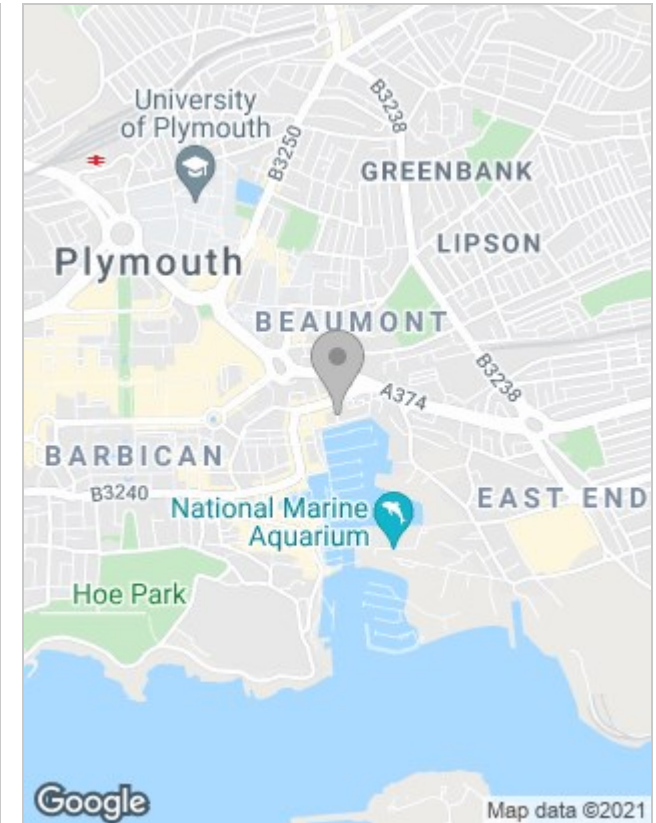 University
of Plymouth
B3250
B3238
GREENBANK
LIPSON
Plymouth
BEAUMONT
B3238
A374
BARBICAN
B3240
EAST END
National Marine
Aquarium
Hoe Park
Google
Map data ©2021